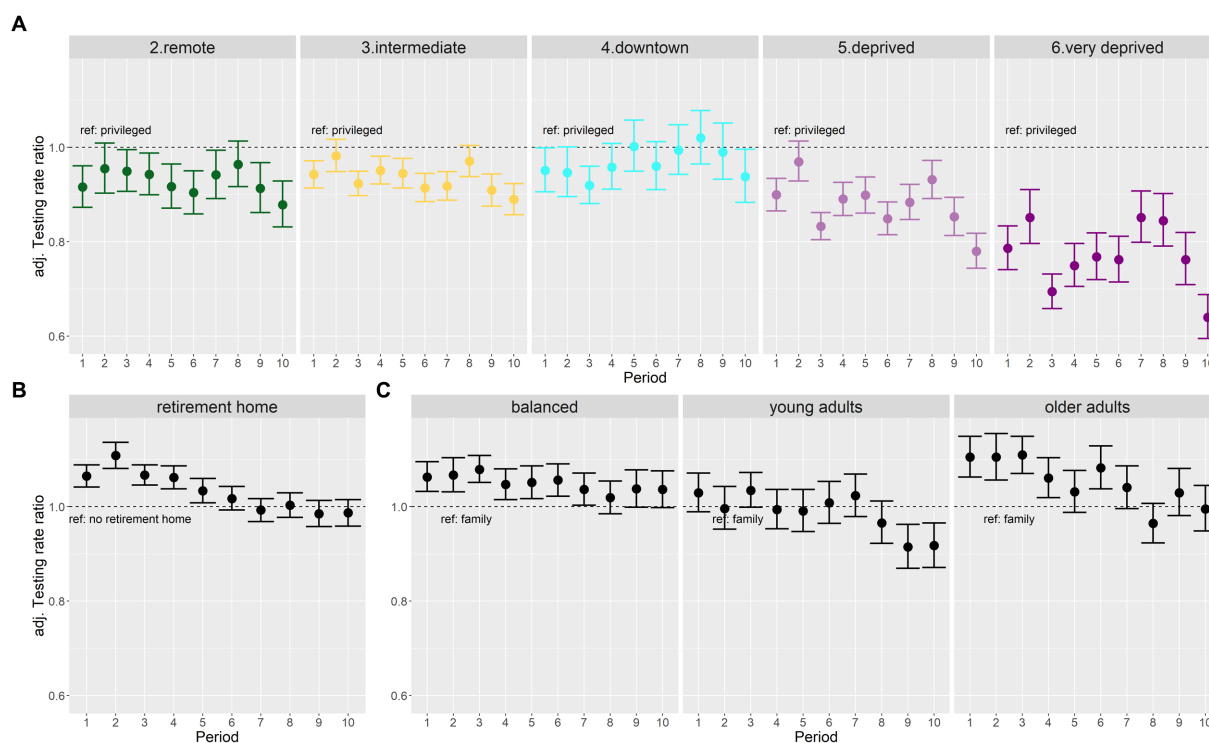 A
2.remote 3.intermediate 4.downtown 5.deprived 6.very deprived
adj. Testing rate ratio
1.0
0.8
0.6
ref: privileged ref: privileged ref: privileged ref: privileged ref: privileged
1 2 3 4 5 6 7 8 9 10 1 2 3 4 5 6 7 8 9 10 1 2 3 4 5 6 7 8 9 10 1 2 3 4 5 6 7 8 9 10 1 2 3 4 5 6 7 8 9 10
Period
B
retirement home
adj. Testing rate ratio
1.0
0.8
0.6
ref: no retirement home
1 2 3 4 5 6 7 8 9 10
Period
C
balanced young adults older adults
1.0
0.8
0.6
ref: family ref: family ref: family
1 2 3 4 5 6 7 8 9 10 1 2 3 4 5 6 7 8 9 10 1 2 3 4 5 6 7 8 9 10
Period